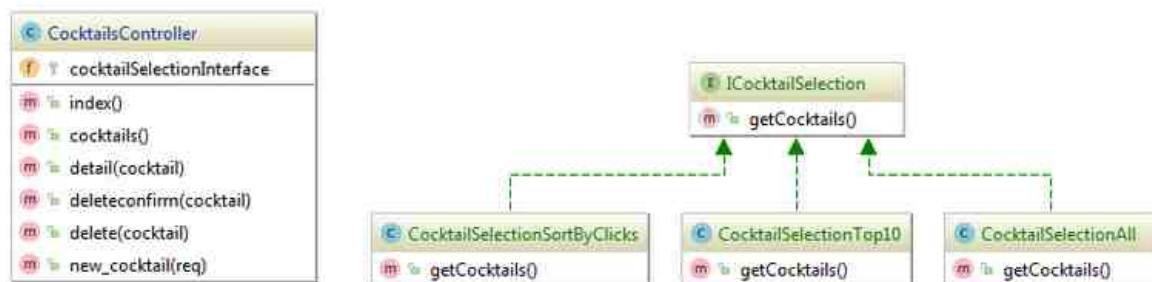 CocktailsController
cocktailSelectionInterface
index()
cocktails()
detail(cocktail)
deleteconfirm(cocktail)
delete(cocktail)
new_cocktail(req)
ICocktailSelection
getCocktails()
CocktailSelectionSortByClicks
getCocktails()
CocktailSelectionTop10
getCocktails()
CocktailSelectionAll
getCocktails()